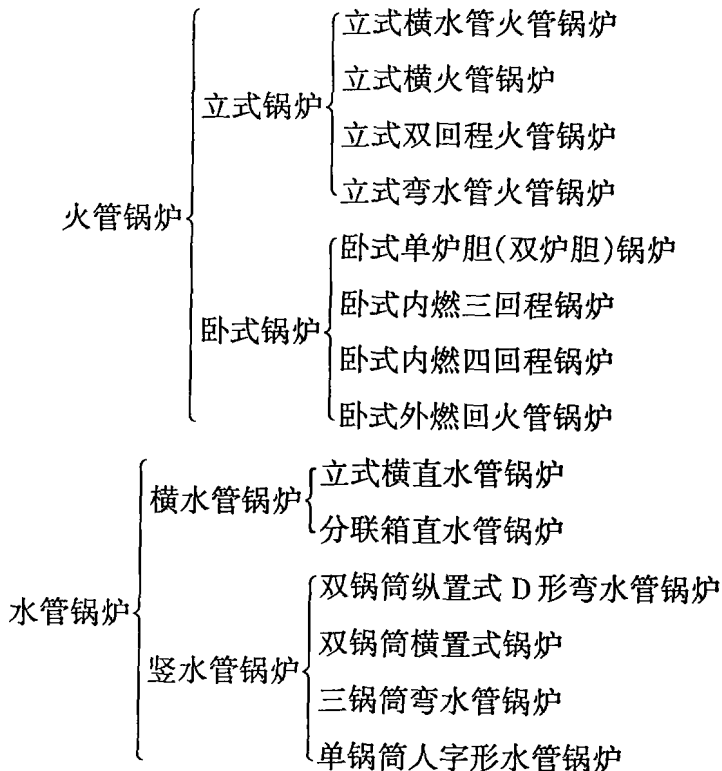 立式横水管火管锅炉
立式横火管锅炉
立式锅炉
立式双回程火管锅炉
立式弯水管火管锅炉
火管锅炉
卧式单炉胆(双炉胆)锅炉
卧式内燃三回程锅炉
卧式锅炉
卧式内燃四回程锅炉
卧式外燃回火管锅炉
立式横直水管锅炉
横水管锅炉
分联箱直水管锅炉
双锅筒纵置式 D 形弯水管锅炉
水管锅炉
双锅筒横置式锅炉
竖水管锅炉
三锅筒弯水管锅炉
单锅筒人字形水管锅炉